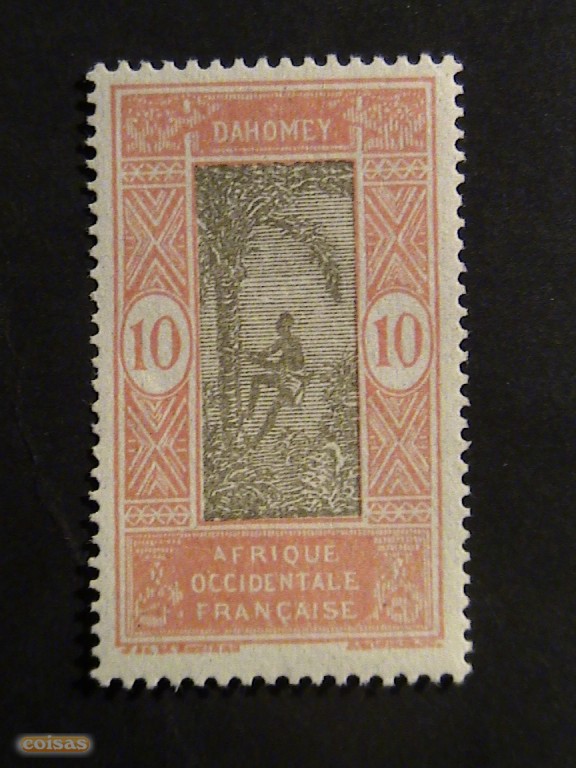 DAHOMEY
10 10
AFRIQUE
OCCIDENTALE
FRANÇAISE
coisas